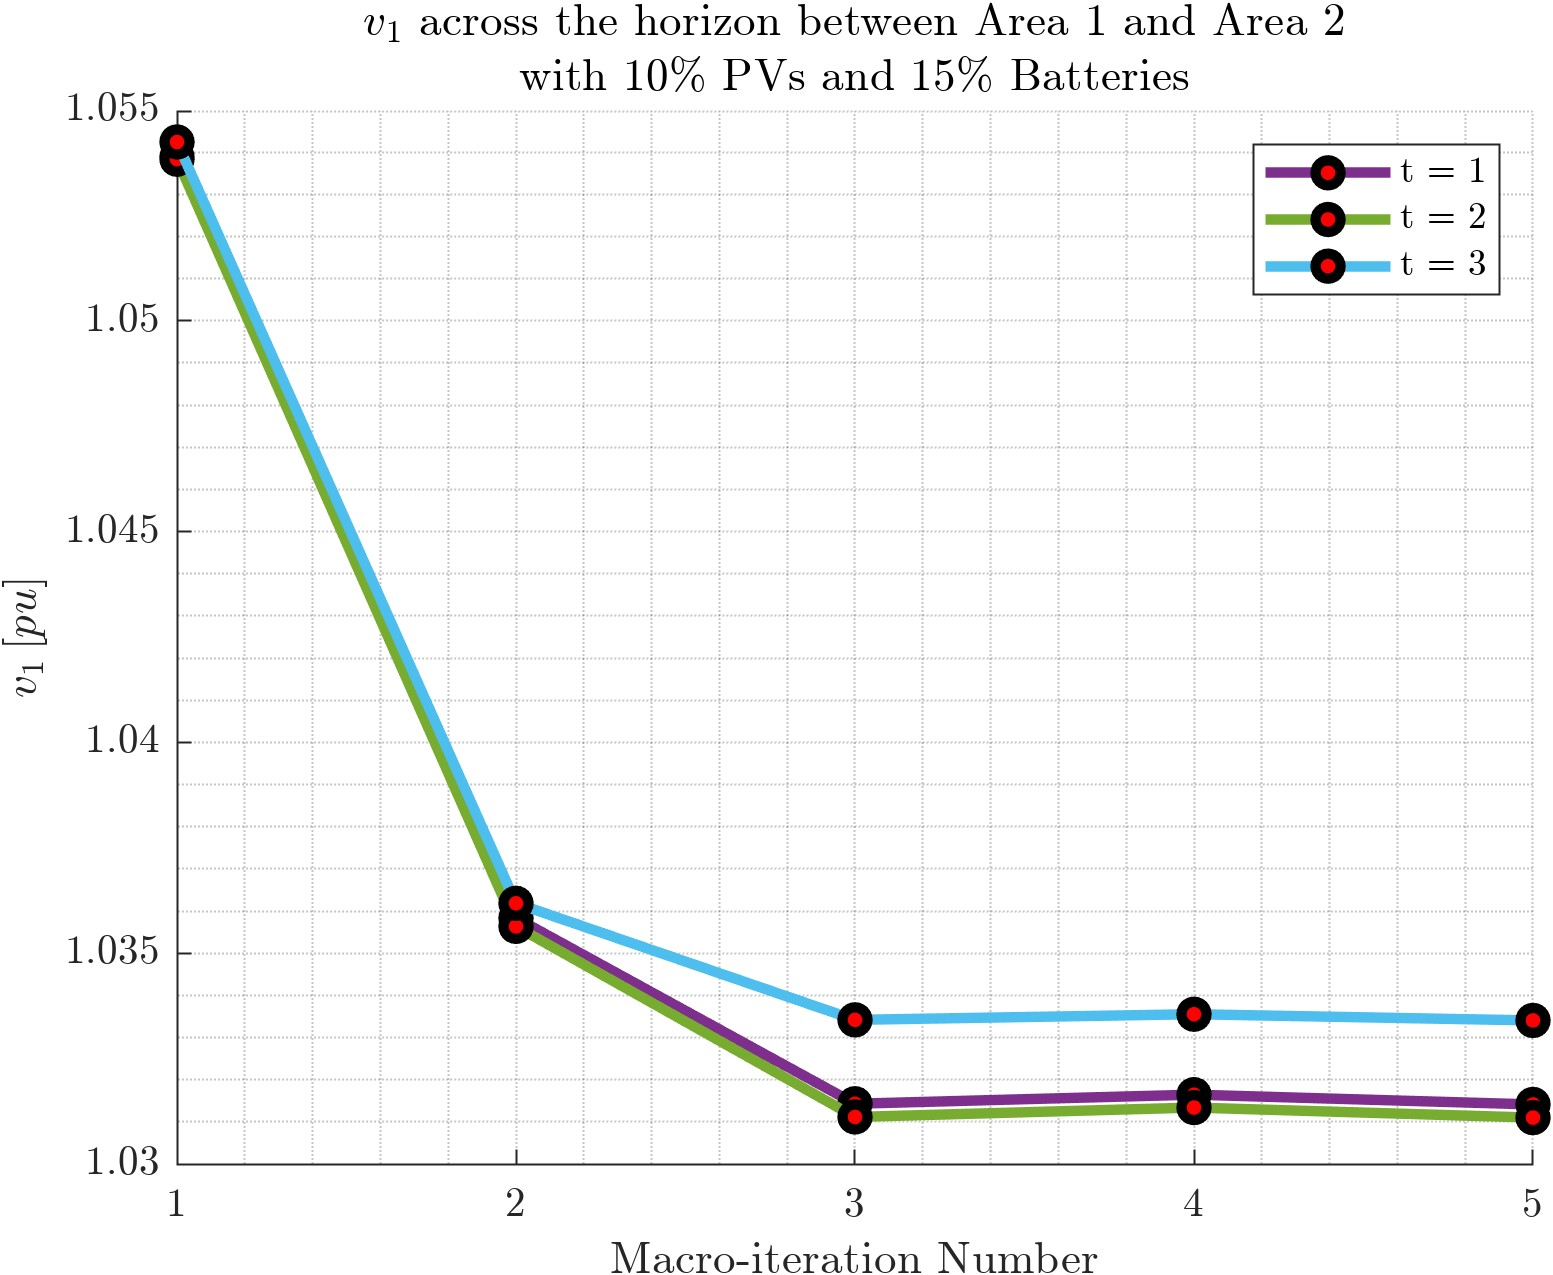 v₁ across the horizon between Area 1 and Area 2
with 10% PVs and 15% Batteries
1.055
1.05
1.045
1.04
1.035
1.03
v₁ [pu]
t = 1
t = 2
t = 3
1 2 3 4 5
Macro-iteration Number